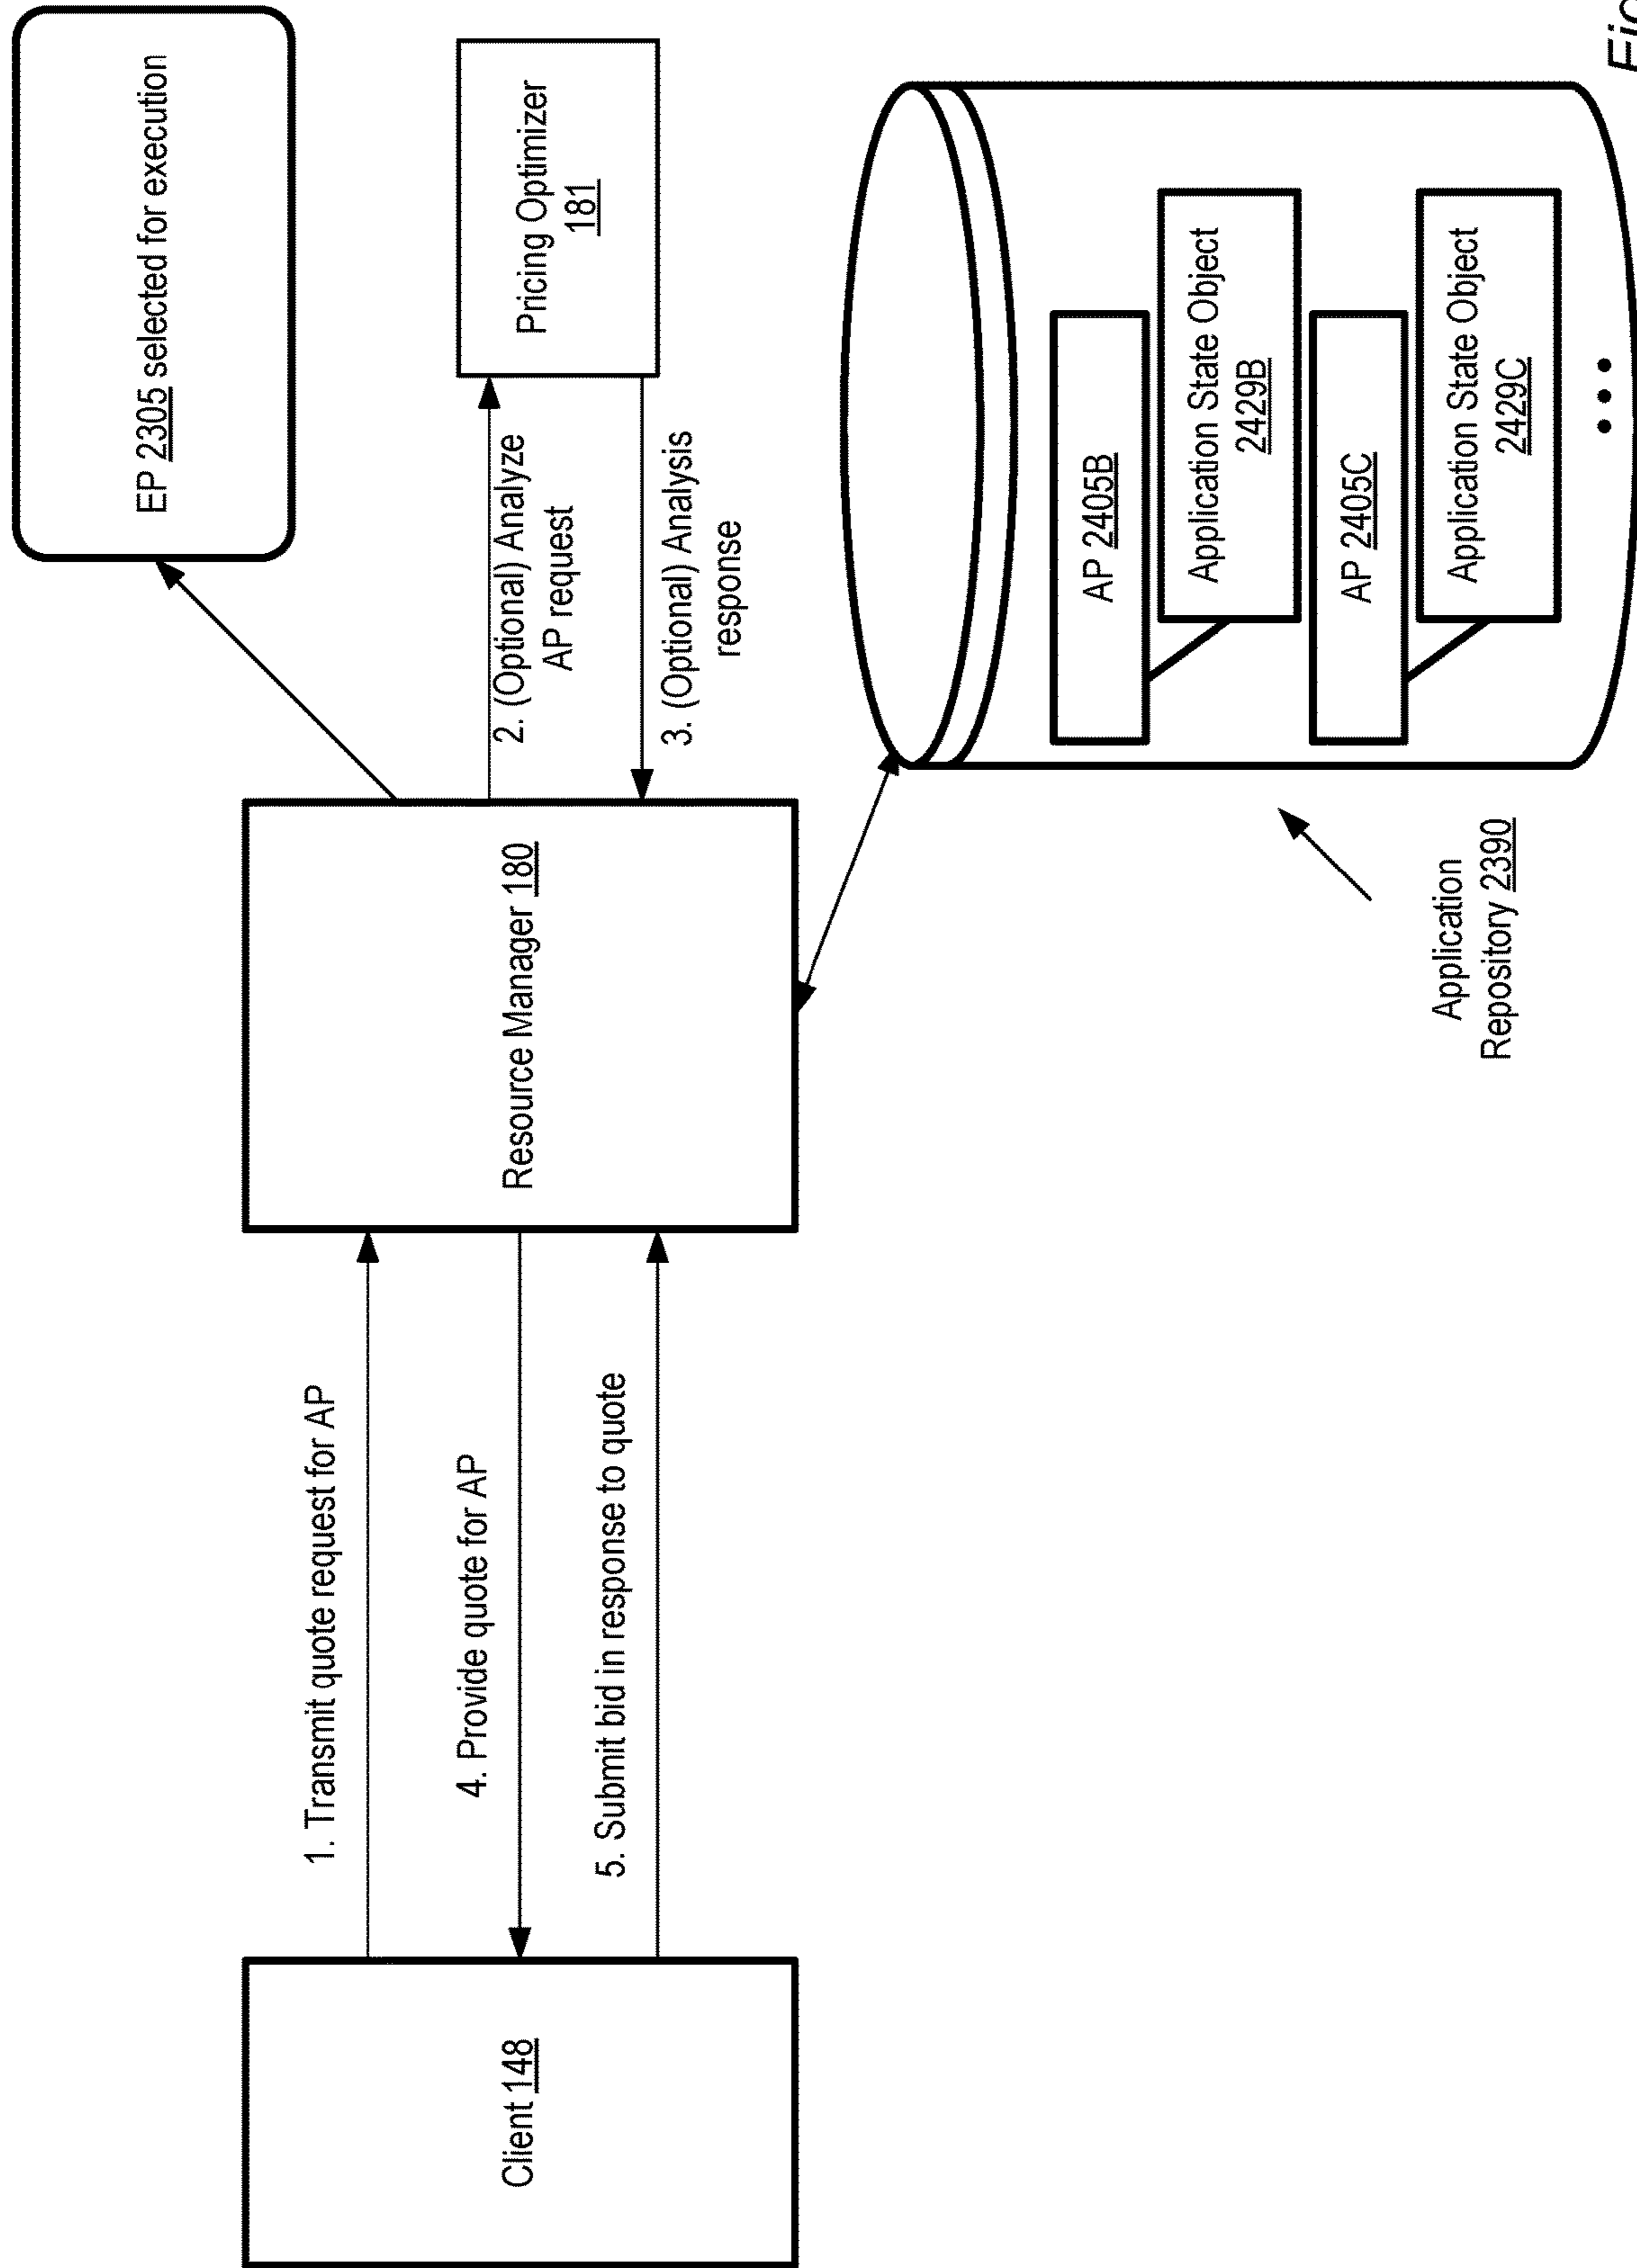 EP 2305 selected for execution
Pricing Optimizer
181
2. (Optional) Analyze
AP request
3. (Optional) Analysis
response
Resource Manager 180
1. Transmit quote request for AP
4. Provide quote for AP
5. Submit bid in response to quote
Client 148
AP 2405B
Application State Object
2429B
AP 2405C
Application State Object
2429C
Application
Repository 2390